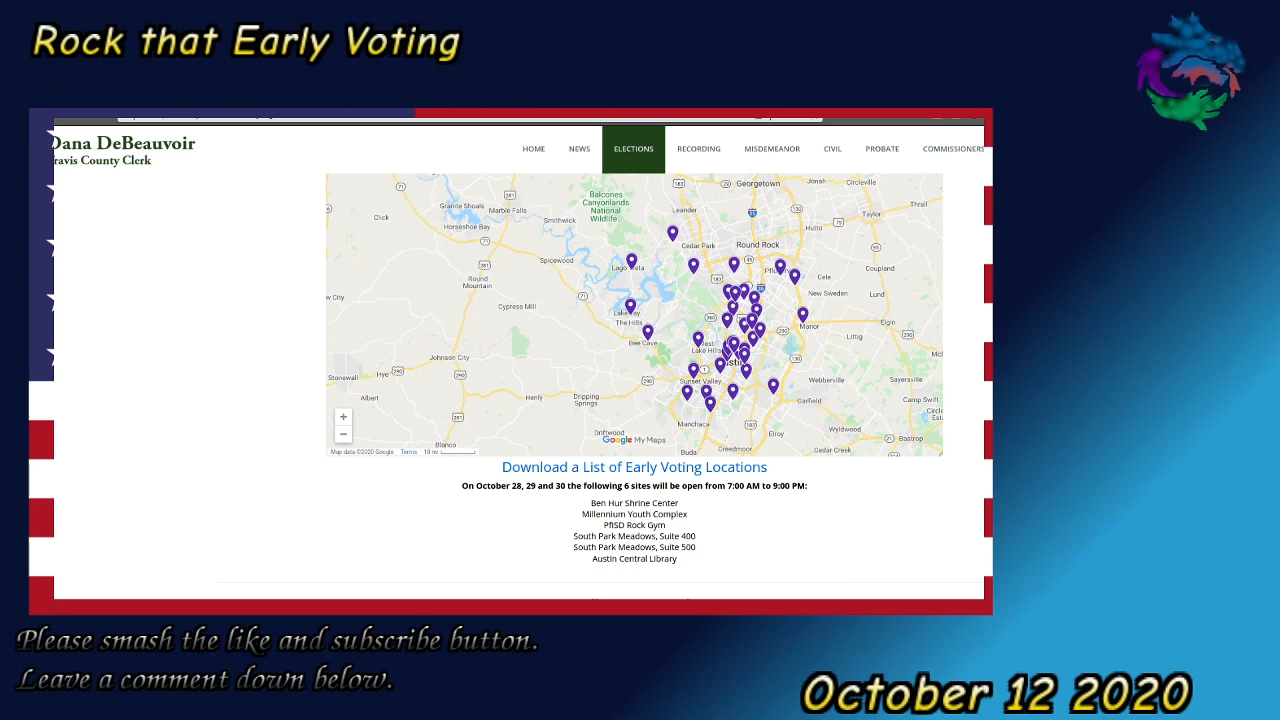 Rock that Early Voting
Dana DeBeauvoir
Travis County Clerk
HOME NEWS ELECTIONS RECORDING MISDEMEANOR CIVIL PROBATE COMMISSIONERS
Georgetown
Jonah
Circleville
Granite Shoals
Marble Falls
Balcones
Canyonlands
National
Wildlife
Leander
Taylor
Thrall
Click
Horseshoe Bay
Smithwick
Hutto
Cedar Park
Round Rock
Spicewood
Lago Vista
Coupland
Round
Mountain
Cele
New Sweden
Lund
Cypress Mill
The Hills
Manor
Elgin
Bee Cave
Littig
Johnson City
Stonewall
Hye
Sunset Valley
Webberville
Sayersville
Albert
Henly
Dripping
Springs
Garfield
Camp Swift
Manchaca
Wyldwood
Driftwood
Elroy
Bastrop
Blanco
Buda
Creedmoor
Cedar Creek
Google My Maps
Map data ©2020 Google Terms 10 mi
Download a List of Early Voting Locations
On October 28, 29 and 30 the following 6 sites will be open from 7:00 AM to 9:00 PM:
Ben Hur Shrine Center
Millennium Youth Complex
PfISD Rock Gym
South Park Meadows, Suite 400
South Park Meadows, Suite 500
Austin Central Library
Please smash the like and subscribe button.
Leave a comment down below.
October 12 2020